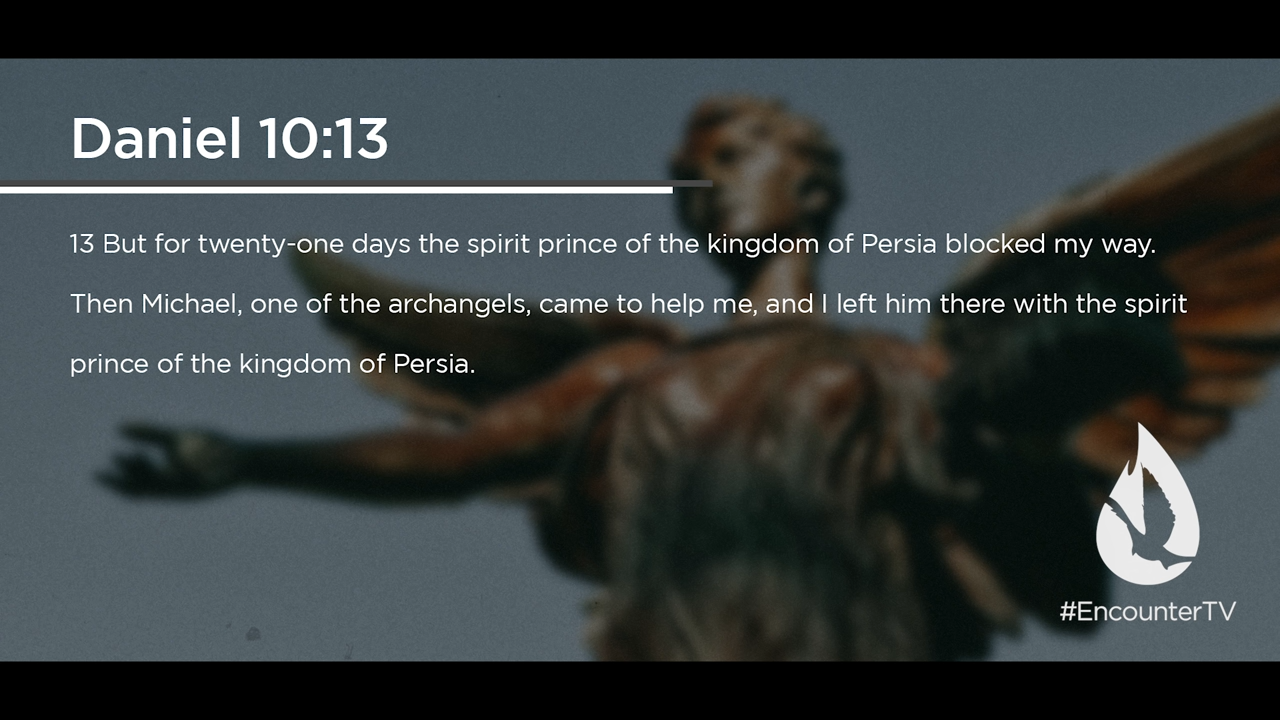 Daniel 10:13
13 But for twenty-one days the spirit prince of the kingdom of Persia blocked my way.
Then Michael, one of the archangels, came to help me, and I left him there with the spirit
prince of the kingdom of Persia.
#EncounterTV